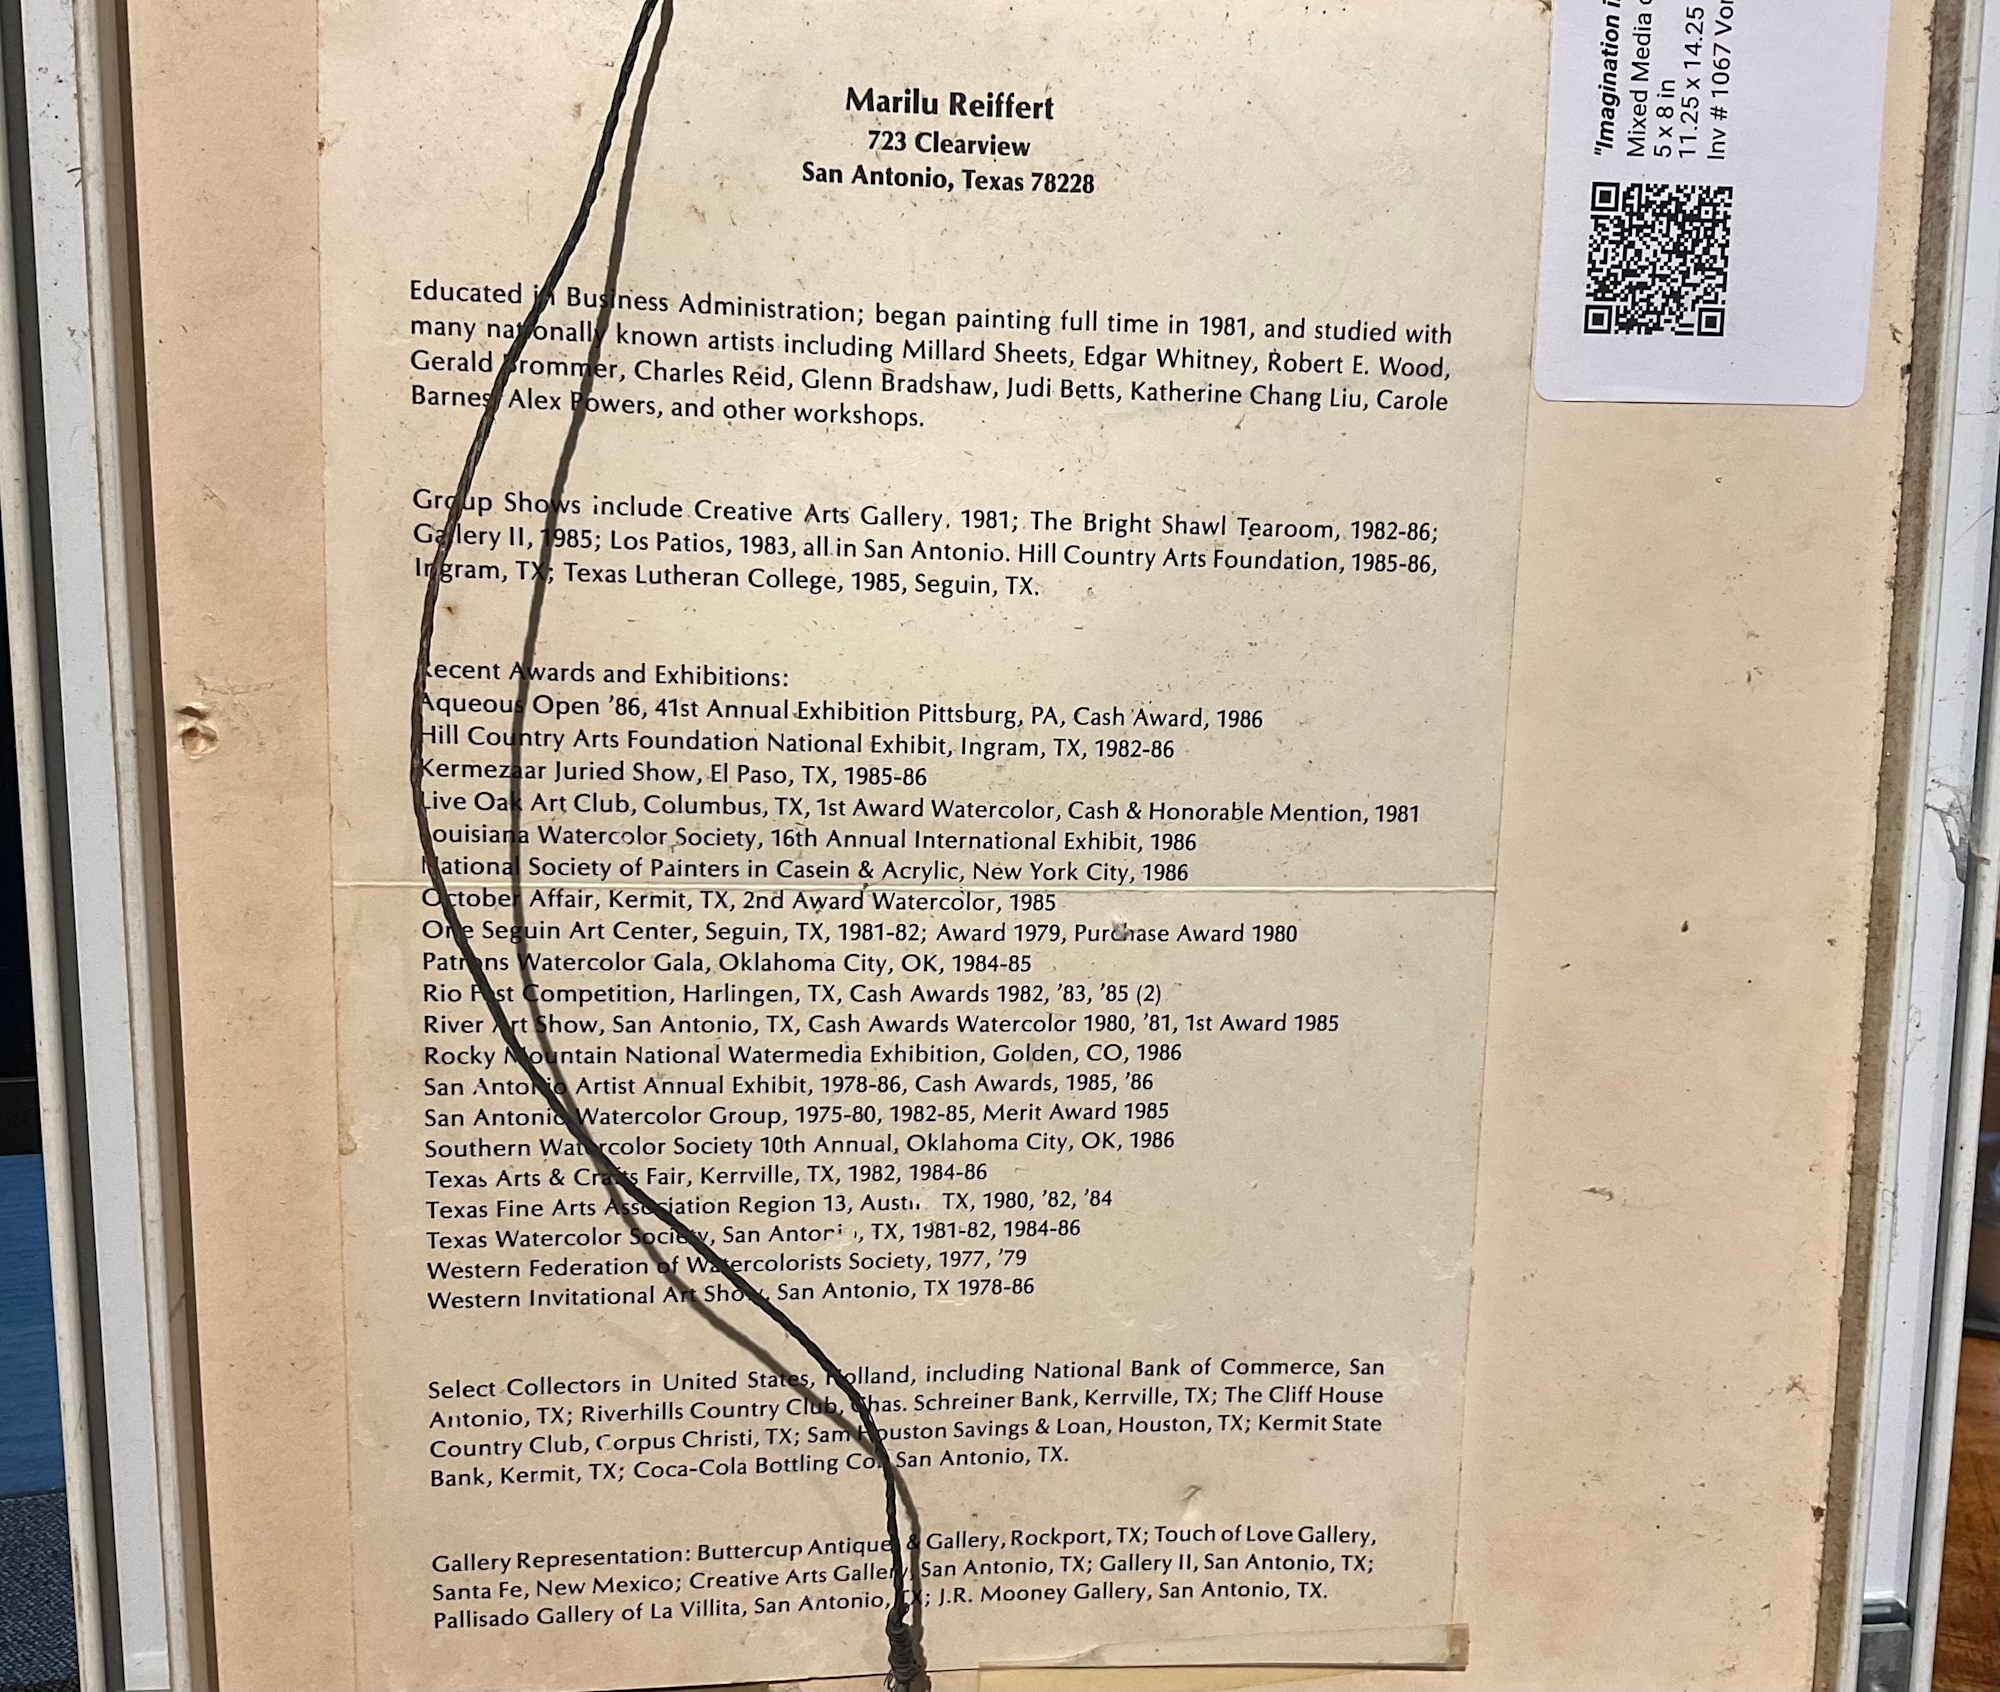 Marilu Reiffert
723 Clearview
San Antonio, Texas 78228
Educated in Business Administration; began painting full time in 1981, and studied with
many nationally known artists including Millard Sheets, Edgar Whitney, Robert E. Wood,
Gerald Brommer, Charles Reid, Glenn Bradshaw, Judi Betts, Katherine Chang Liu, Carole
Barnes, Alex Powers, and other workshops.
Group Shows include Creative Arts Gallery, 1981; The Bright Shawl Tearoom, 1982-86;
Gallery II, 1985; Los Patios, 1983, all in San Antonio. Hill Country Arts Foundation, 1985-86,
Ingram, TX; Texas Lutheran College, 1985, Seguin, TX.
Recent Awards and Exhibitions:
Aqueous Open '86, 41st Annual Exhibition Pittsburg, PA, Cash Award, 1986
Hill Country Arts Foundation National Exhibit, Ingram, TX, 1982-86
Kermezaar Juried Show, El Paso, TX, 1985-86
Live Oak Art Club, Columbus, TX, 1st Award Watercolor, Cash & Honorable Mention, 1981
Louisiana Watercolor Society, 16th Annual International Exhibit, 1986
National Society of Painters in Casein & Acrylic, New York City, 1986
October Affair, Kermit, TX, 2nd Award Watercolor, 1985
One Seguin Art Center, Seguin, TX, 1981-82; Award 1979, Purchase Award 1980
Patrons Watercolor Gala, Oklahoma City, OK, 1984-85
Rio Fest Competition, Harlingen, TX, Cash Awards 1982, '83, '85 (2)
River Art Show, San Antonio, TX, Cash Awards Watercolor 1980, '81, 1st Award 1985
Rocky Mountain National Watermedia Exhibition, Golden, CO, 1986
San Antonio Artist Annual Exhibit, 1978-86, Cash Awards, 1985, '86
San Antonio Watercolor Group, 1975-80, 1982-85, Merit Award 1985
Southern Watercolor Society 10th Annual, Oklahoma City, OK, 1986
Texas Arts & Crafts Fair, Kerrville, TX, 1982, 1984-86
Texas Fine Arts Association Region 13, Austin TX, 1980, '82, '84
Texas Watercolor Society, San Antonio, TX, 1981-82, 1984-86
Western Federation of Watercolorists Society, 1977, '79
Western Invitational Art Show, San Antonio, TX 1978-86
Select Collectors in United States, Holland, including National Bank of Commerce, San
Antonio, TX; Riverhills Country Club, Chas. Schreiner Bank, Kerrville, TX; The Cliff House
Country Club, Corpus Christi, TX; Sam Houston Savings & Loan, Houston, TX; Kermit State
Bank, Kermit, TX; Coca-Cola Bottling Co., San Antonio, TX.
Gallery Representation: Buttercup Antique & Gallery, Rockport, TX; Touch of Love Gallery,
Santa Fe, New Mexico; Creative Arts Gallery, San Antonio, TX; Gallery II, San Antonio, TX;
Pallisado Gallery of La Villita, San Antonio, TX; J.R. Mooney Gallery, San Antonio, TX.
"Imagination
Mixed Media
5 x 8 in
11.25 x 14.25
Inv # 1067